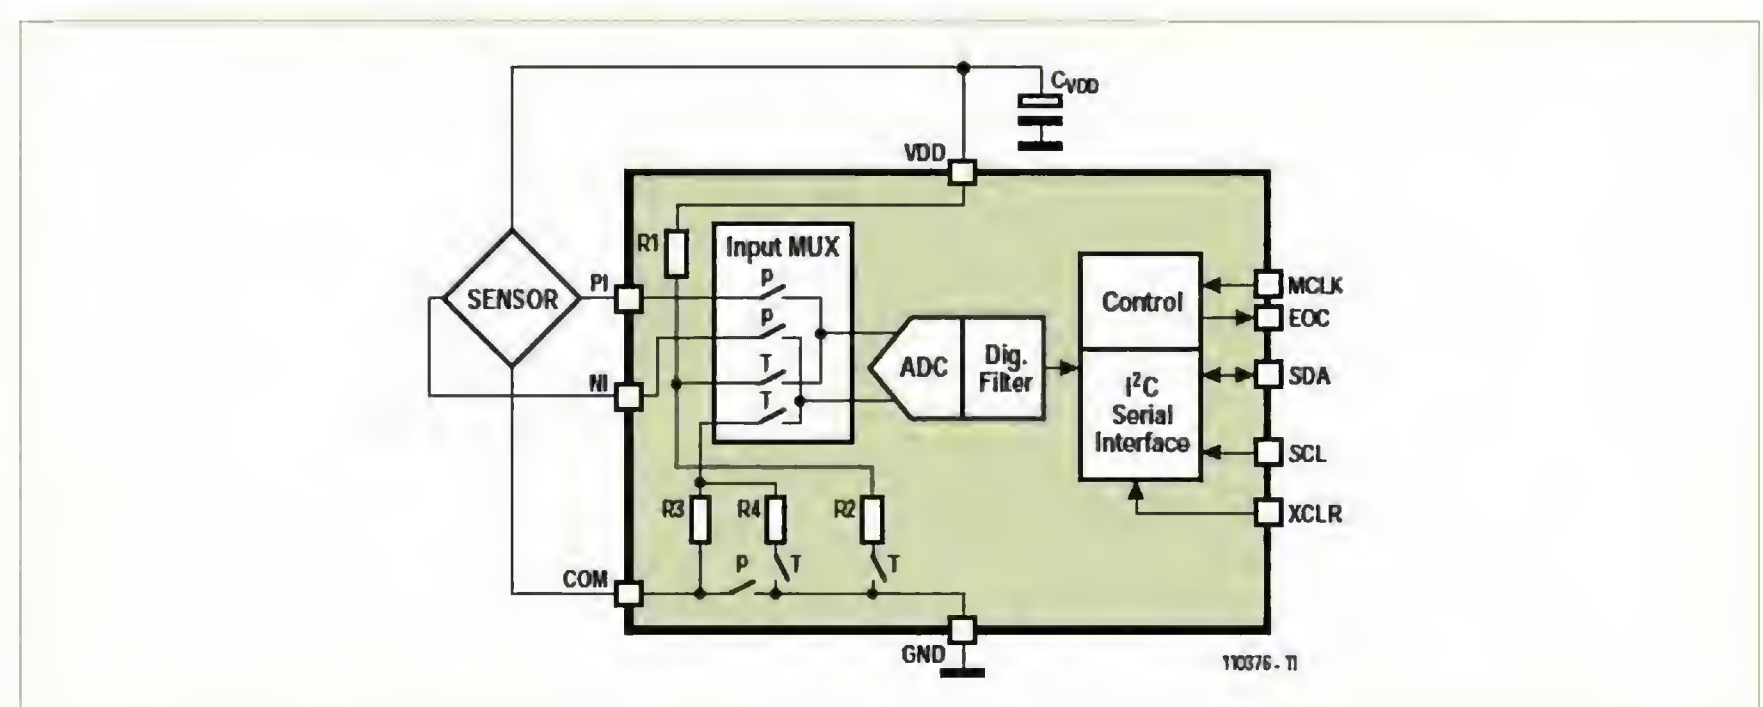 CVDD
VDD
R1
Input MUX
P
PI
SENSOR
MCLK
Control
P
EOC
Dig.
Filter
ADC
T
NI
SDA
I²C
Serial
Interface
T
SCL
R3
R4
R2
XCLR
P
T
T
COM
GND
110376 - 11